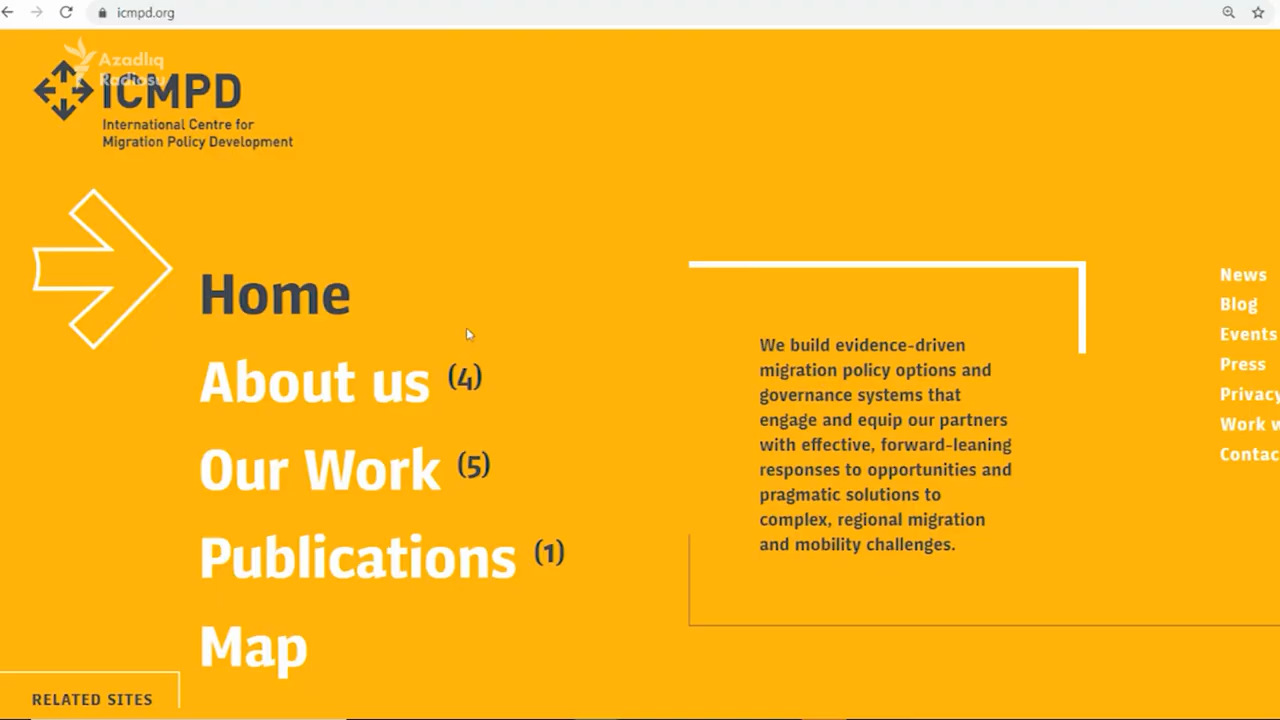 icmpd.org
Azadlıq
Radiosu
ICMPD
International Centre for
Migration Policy Development
Home
About us (4)
Our Work (5)
Publications (1)
Map
RELATED SITES
We build evidence-driven
migration policy options and
governance systems that
engage and equip our partners
with effective, forward-leaning
responses to opportunities and
pragmatic solutions to
complex, regional migration
and mobility challenges.
News
Blog
Events
Press
Privacy
Work w
Contac